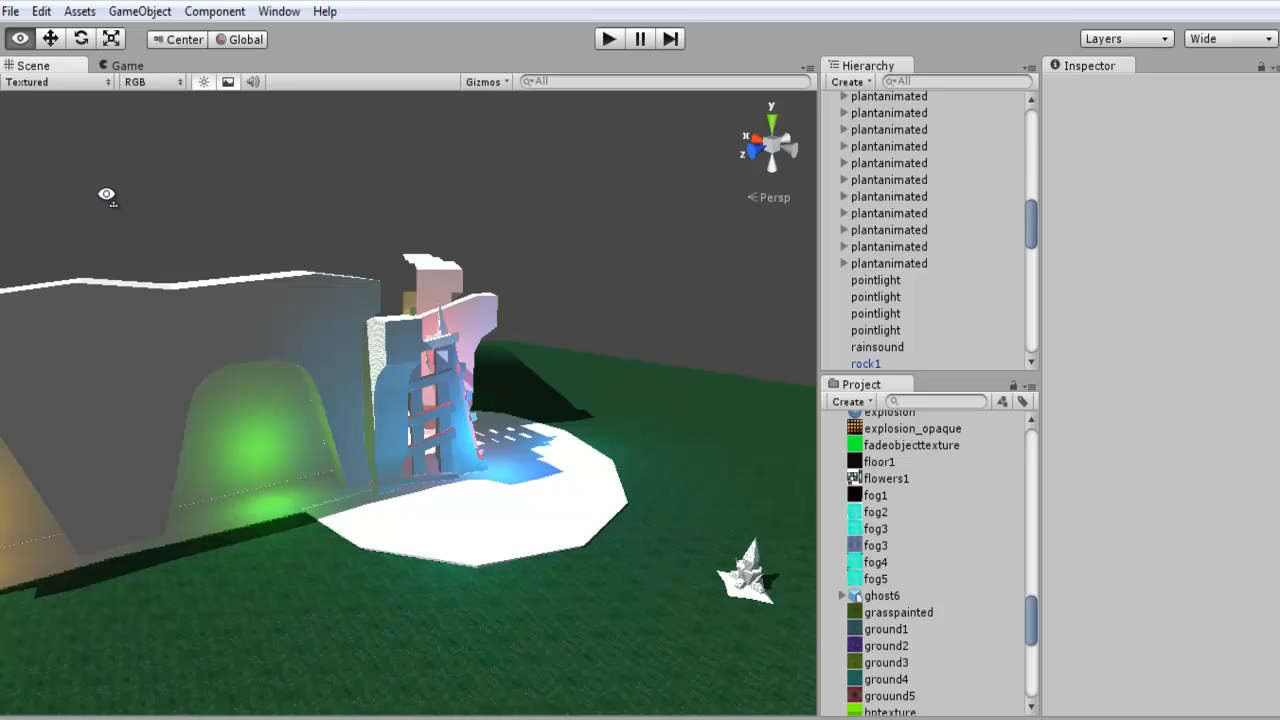 File Edit Assets GameObject Component Window Help
Center Global Layers Wide
Scene Game
Textured RGB Gizmos All
y
x
z
Persp
Hierarchy
Create All
plantanimated
plantanimated
plantanimated
plantanimated
plantanimated
plantanimated
plantanimated
plantanimated
plantanimated
plantanimated
plantanimated
pointlight
pointlight
pointlight
pointlight
rainsound
rock1
Project
Create
explosion
explosion_opaque
fadeobjecttexture
floor1
flowers1
fog1
fog2
fog3
fog3
fog4
fog5
ghost6
grasspainted
ground1
ground2
ground3
ground4
grouund5
hptexture
Inspector